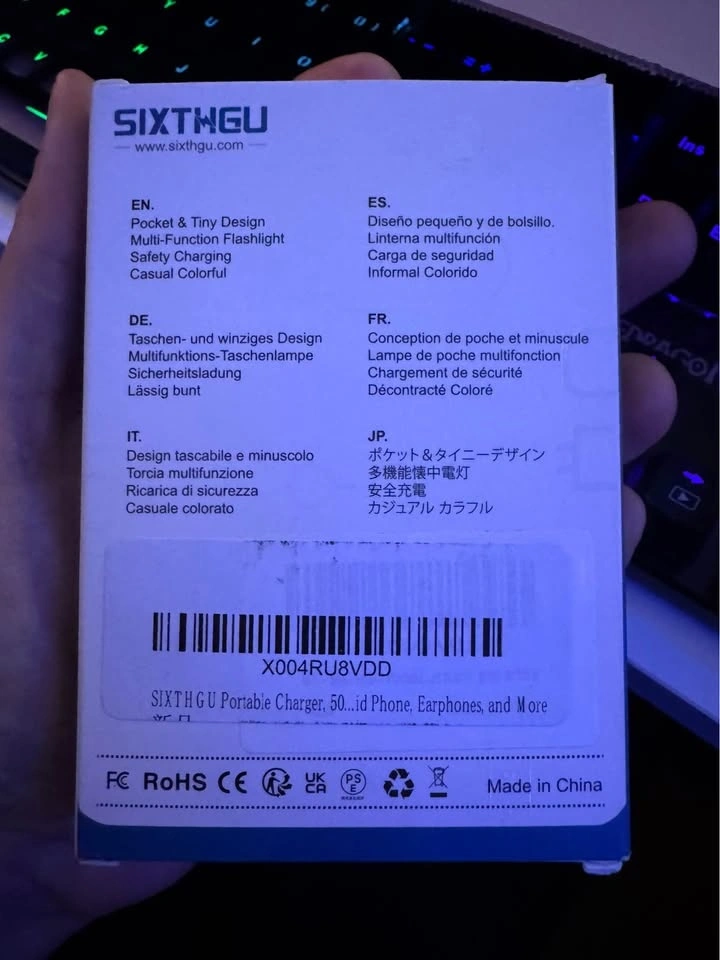 SIXTHGU
www.sixthgu.com
EN.
Pocket & Tiny Design
Multi-Function Flashlight
Safety Charging
Casual Colorful
ES.
Diseño pequeño y de bolsillo.
Linterna multifunción
Carga de seguridad
Informal Colorido
DE.
Taschen- und winziges Design
Multifunktions-Taschenlampe
Sicherheitsladung
Lässig bunt
FR.
Conception de poche et minuscule
Lampe de poche multifonction
Chargement de sécurité
Décontracté Coloré
IT.
Design tascabile e minuscolo
Torcia multifunzione
Ricarica di sicurezza
Casuale colorato
JP.
ポケット＆タイニーデザイン
多機能懐中電灯
安全充電
カジュアル カラフル
X004RU8VDD
SIXTHGU Portable Charger, 50...id Phone, Earphones, and More
FC RoHS CE UK CA PS E Made in China
Ins